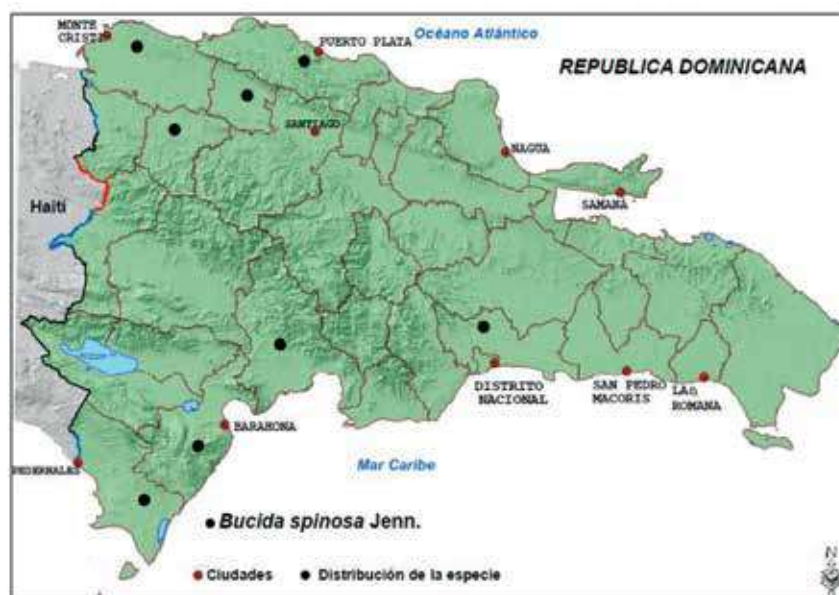 MONTE
CRISTI
PUERTO PLATA
Océano Atlántico
REPUBLICA DOMINICANA
SANTIAGO
NAGUA
SAMANA
Haití
DISTRITO
NACIONAL
SAN PEDRO
MACORIS
LA
ROMANA
BARAHONA
PEDERNALES
Mar Caribe
Bucida spinosa Jenn.
Ciudades
Distribución de la especie
N